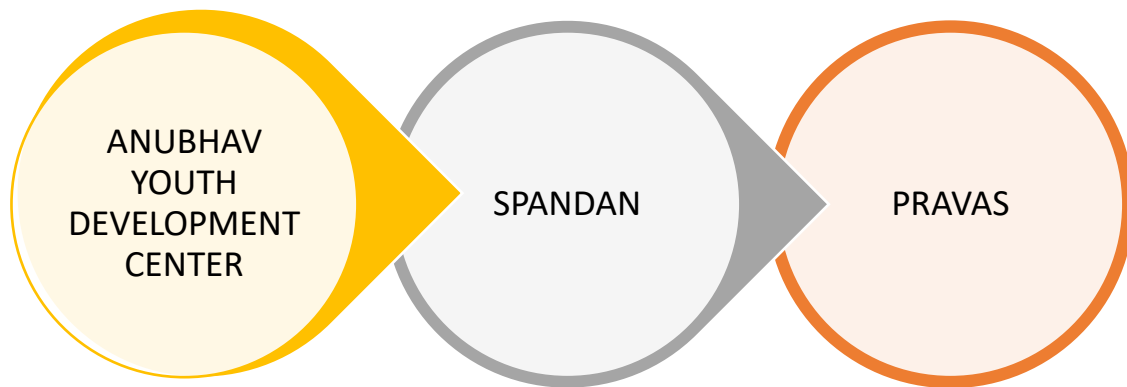 ANUBHAV
YOUTH
DEVELOPMENT
CENTER
SPANDAN
PRAVAS